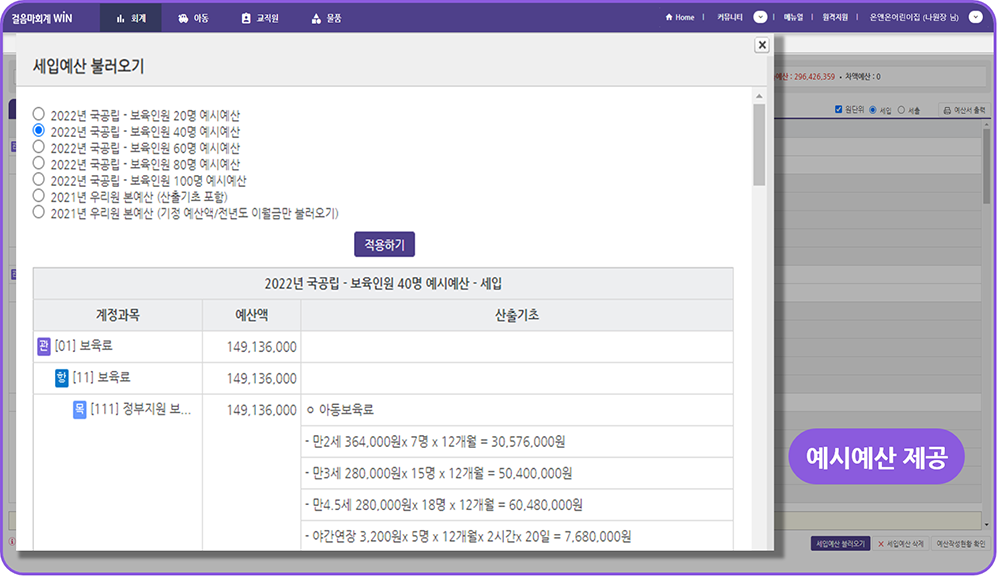 걸음마회계 WIN 회계 아동 교직원 물품 Home | 커뮤니티 | 메뉴얼 | 원격지원 | 온앤온어린이집 (나원장 님)
세입예산 불러오기
예산 : 296,426,359 • 차액예산 : 0
원단위 세입 세출 예산서 출력
2022년 국공립 - 보육인원 20명 예시예산
2022년 국공립 - 보육인원 40명 예시예산
2022년 국공립 - 보육인원 60명 예시예산
2022년 국공립 - 보육인원 80명 예시예산
2022년 국공립 - 보육인원 100명 예시예산
2021년 우리원 본예산 (산출기초 포함)
2021년 우리원 본예산 (기정 예산액/전년도 이월금만 불러오기)
적용하기
2022년 국공립 - 보육인원 40명 예시예산 - 세입
계정과목 예산액 산출기초
관 [01] 보육료 149,136,000
항 [11] 보육료 149,136,000
목 [111] 정부지원 보... 149,136,000 ㅇ 아동보육료
- 만2세 364,000원x 7명 x 12개월 = 30,576,000원
- 만3세 280,000원x 15명 x 12개월 = 50,400,000원
- 만4.5세 280,000원x 18명 x 12개월 = 60,480,000원
- 야간연장 3,200원x 5명 x 12개월x 2시간x 20일 = 7,680,000원
예시예산 제공
세입예산 불러오기 세입예산 삭제 예산작성현황 확인